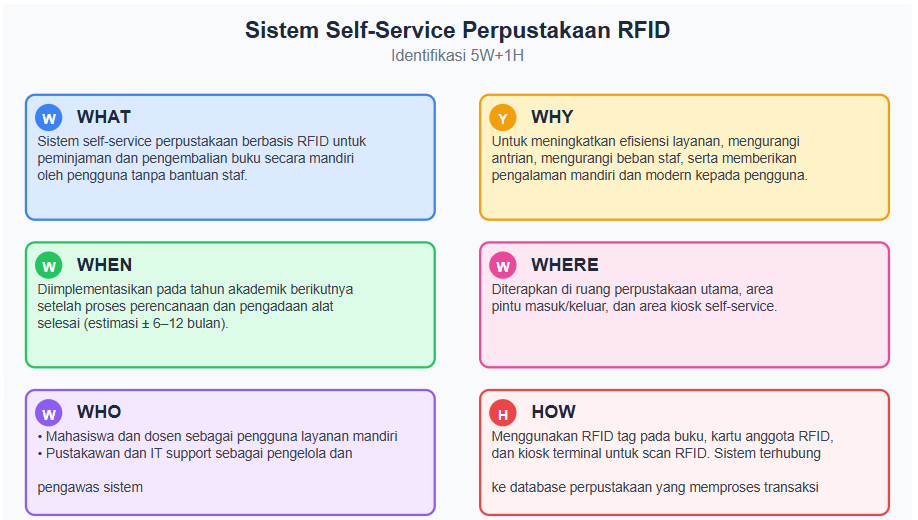 Sistem Self-Service Perpustakaan RFID
Identifikasi 5W+1H
W WHAT
Sistem self-service perpustakaan berbasis RFID untuk
peminjaman dan pengembalian buku secara mandiri
oleh pengguna tanpa bantuan staf.
Y WHY
Untuk meningkatkan efisiensi layanan, mengurangi
antrian, mengurangi beban staf, serta memberikan
pengalaman mandiri dan modern kepada pengguna.
W WHEN
Diimplementasikan pada tahun akademik berikutnya
setelah proses perencanaan dan pengadaan alat
selesai (estimasi ± 6–12 bulan).
W WHERE
Diterapkan di ruang perpustakaan utama, area
pintu masuk/keluar, dan area kiosk self-service.
W WHO
• Mahasiswa dan dosen sebagai pengguna layanan mandiri
• Pustakawan dan IT support sebagai pengelola dan
pengawas sistem
H HOW
Menggunakan RFID tag pada buku, kartu anggota RFID,
dan kiosk terminal untuk scan RFID. Sistem terhubung
ke database perpustakaan yang memproses transaksi